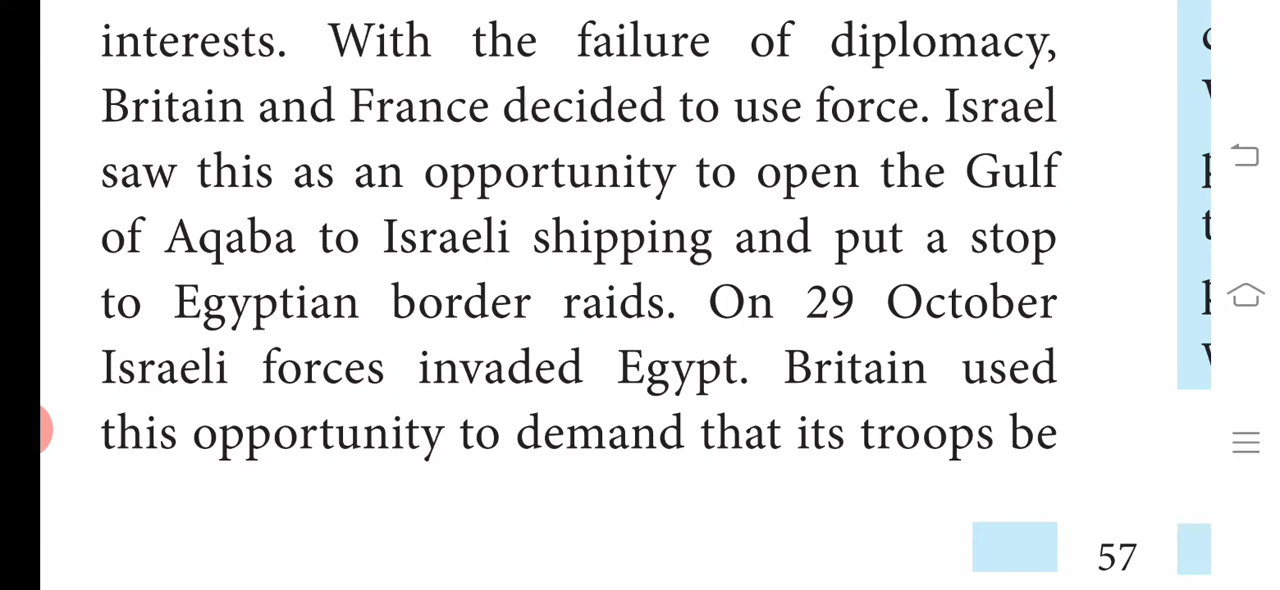 interests. With the failure of diplomacy,
Britain and France decided to use force. Israel
saw this as an opportunity to open the Gulf
of Aqaba to Israeli shipping and put a stop
to Egyptian border raids. On 29 October
Israeli forces invaded Egypt. Britain used
this opportunity to demand that its troops be
57